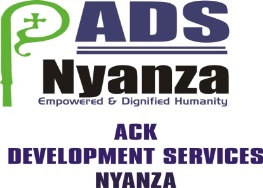 ADS
Nyanza
Empowered & Dignified Humanity
ACK
DEVELOPMENT SERVICES
NYANZA